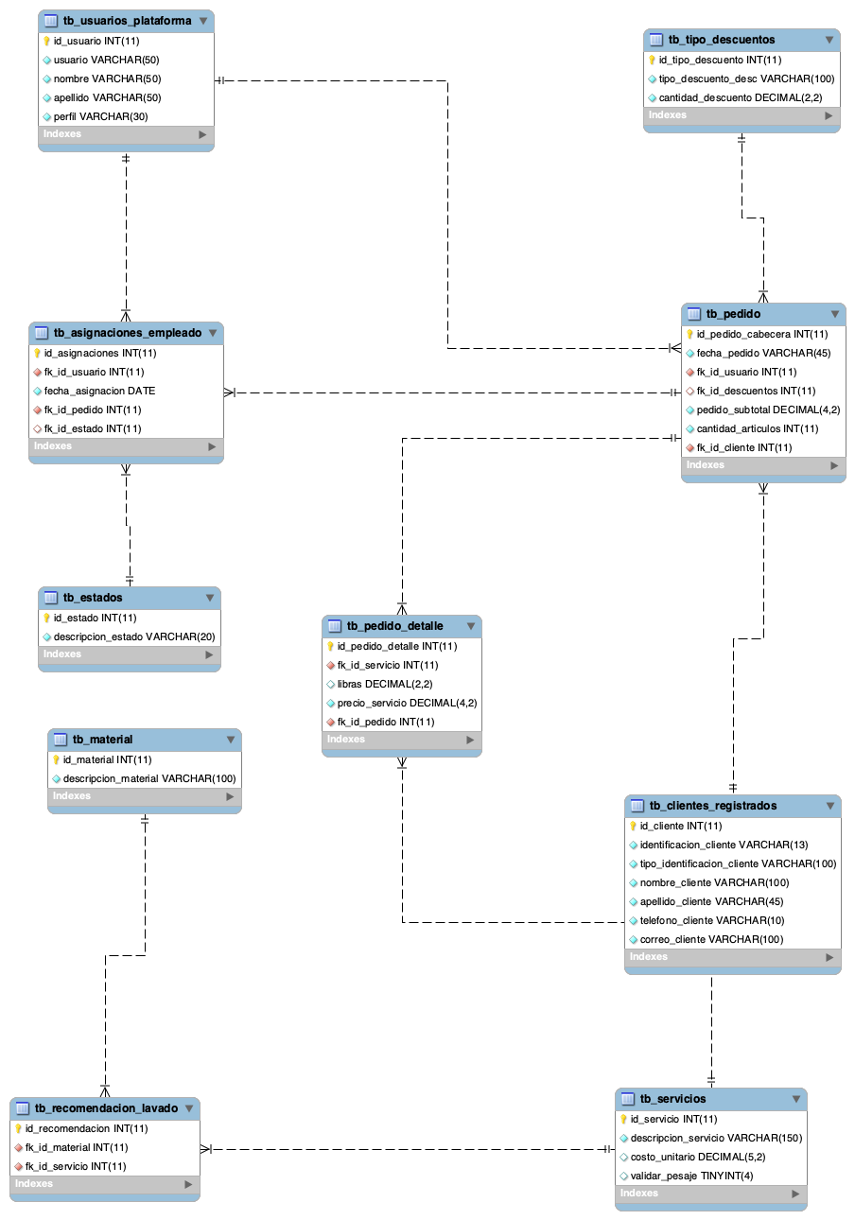 tb_usuarios_plataforma
id_usuario INT(11)
usuario VARCHAR(50)
nombre VARCHAR(50)
apellido VARCHAR(50)
perfil VARCHAR(30)
Indexes
tb_tipo_descuentos
id_tipo_descuento INT(11)
tipo_descuento_desc VARCHAR(100)
cantidad_descuento DECIMAL(2,2)
Indexes
tb_asignaciones_empleado
id_asignaciones INT(11)
fk_id_usuario INT(11)
fecha_asignacion DATE
fk_id_pedido INT(11)
fk_id_estado INT(11)
Indexes
tb_pedido
id_pedido_cabecera INT(11)
fecha_pedido VARCHAR(45)
fk_id_usuario INT(11)
fk_id_descuentos INT(11)
pedido_subtotal DECIMAL(4,2)
cantidad_articulos INT(11)
fk_id_cliente INT(11)
Indexes
tb_estados
id_estado INT(11)
descripcion_estado VARCHAR(20)
Indexes
tb_pedido_detalle
id_pedido_detalle INT(11)
fk_id_servicio INT(11)
libras DECIMAL(2,2)
precio_servicio DECIMAL(4,2)
fk_id_pedido INT(11)
Indexes
tb_material
id_material INT(11)
descripcion_material VARCHAR(100)
Indexes
tb_clientes_registrados
id_cliente INT(11)
identificacion_cliente VARCHAR(13)
tipo_identificacion_cliente VARCHAR(100)
nombre_cliente VARCHAR(100)
apellido_cliente VARCHAR(45)
telefono_cliente VARCHAR(10)
correo_cliente VARCHAR(100)
Indexes
tb_recomendacion_lavado
id_recomendacion INT(11)
fk_id_material INT(11)
fk_id_servicio INT(11)
Indexes
tb_servicios
id_servicio INT(11)
descripcion_servicio VARCHAR(150)
costo_unitario DECIMAL(5,2)
validar_pesaje TINYINT(4)
Indexes